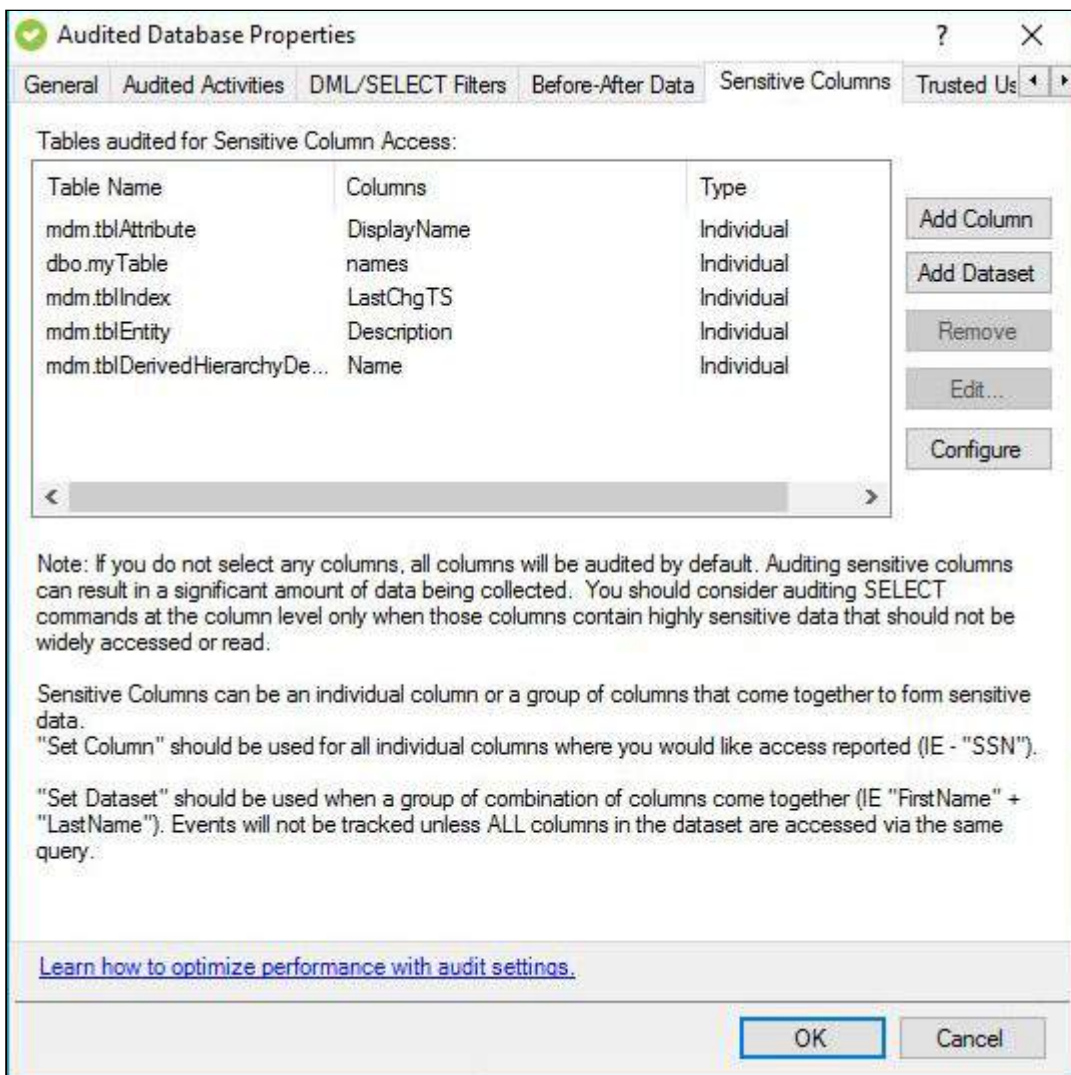 Audited Database Properties ?
General Audited Activities DML/SELECT Filters Before-After Data Sensitive Columns Trusted Us
Tables audited for Sensitive Column Access:
Table Name Columns Type
mdm.tblAttribute DisplayName Individual
dbo.myTable names Individual
mdm.tblIndex LastChgTS Individual
mdm.tblEntity Description Individual
mdm.tblDerivedHierarchyDe... Name Individual
Add Column
Add Dataset
Remove
Edit...
Configure
Note: If you do not select any columns, all columns will be audited by default. Auditing sensitive columns
can result in a significant amount of data being collected. You should consider auditing SELECT
commands at the column level only when those columns contain highly sensitive data that should not be
widely accessed or read.
Sensitive Columns can be an individual column or a group of columns that come together to form sensitive
data.
"Set Column" should be used for all individual columns where you would like access reported (IE - "SSN").
"Set Dataset" should be used when a group of combination of columns come together (IE "FirstName" +
"LastName"). Events will not be tracked unless ALL columns in the dataset are accessed via the same
query.
Learn how to optimize performance with audit settings.
OK Cancel